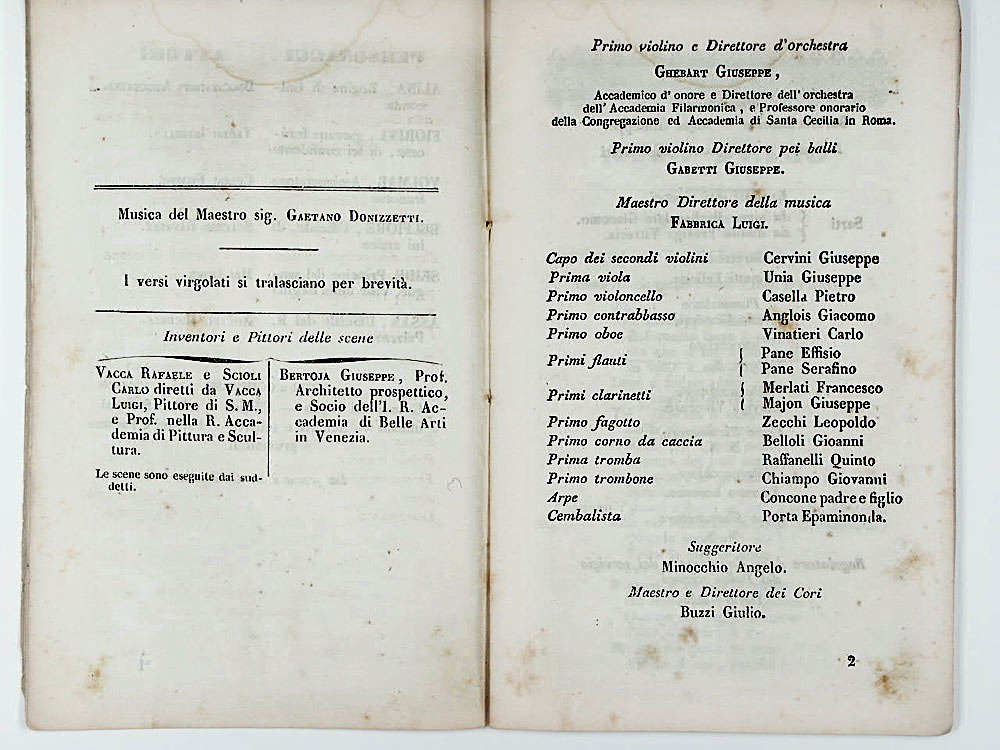 Musica del Maestro sig. GAETANO DONIZZETTI.
I versi virgolati si tralasciano per brevità.
Inventori e Pittori delle scene
VACCA RAFAELE e SCIOLI
CARLO diretti da VACCA
LUIGI, Pittore di S. M.,
e Prof. nella R. Acca-
demia di Pittura e Scul-
tura.
Le scene sono eseguite dai sud-
detti.
BERTOJA GIUSEPPE, Prof.
Architetto prospettico,
e Socio dell'I. R. Ac-
cademia di Belle Arti
in Venezia.
Primo violino e Direttore d'orchestra
GHEBART GIUSEPPE,
Accademico d'onore e Direttore dell'orchestra
dell'Accademia Filarmonica, e Professore onorario
della Congregazione ed Accademia di Santa Cecilia in Roma.
Primo violino Direttore pei balli
GABETTI GIUSEPPE.
Maestro Direttore della musica
FABBRICA LUIGI.
Capo dei secondi violini Cervini Giuseppe
Prima viola Unia Giuseppe
Primo violoncello Casella Pietro
Primo contrabbasso Anglois Giacomo
Primo oboe Vinatieri Carlo
Primi flauti { Pane Effisio
{ Pane Serafino
Primi clarinetti { Merlati Francesco
{ Majon Giuseppe
Primo fagotto Zecchi Leopoldo
Primo corno da caccia Belloli Gioanni
Prima tromba Raffanelli Quinto
Primo trombone Chiampo Giovanni
Arpe Concone padre e figlio
Cembalista Porta Epaminonda.
Suggeritore
Minocchio Angelo.
Maestro e Direttore dei Cori
Buzzi Giulio.
2